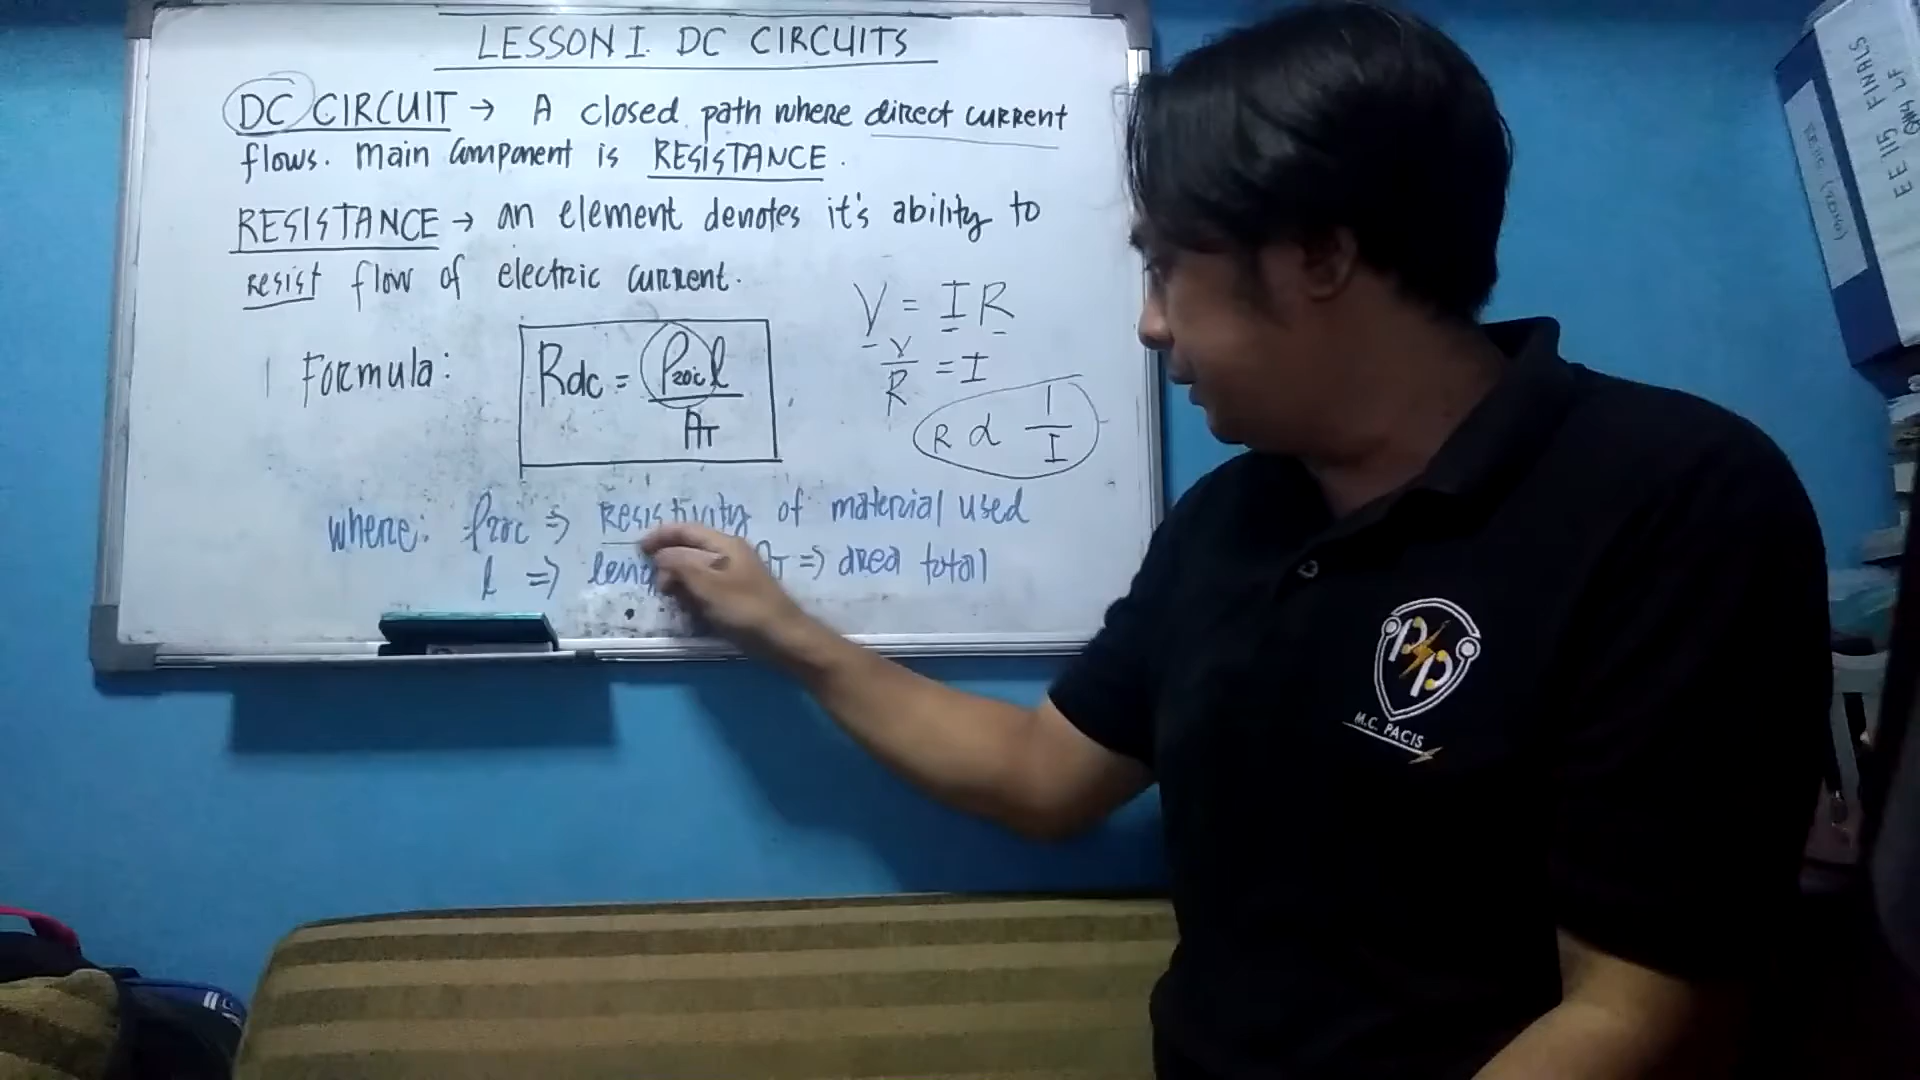 LESSON I. DC CIRCUITS
DC CIRCUIT → A closed path where direct current
flows. Main component is RESISTANCE.
RESISTANCE → an element denotes it's ability to
resist flow of electric current.
V = I R
V/R = I
R ∝ 1/I
Formula:
Rdc = ρ20°C l / AT
where: ρ20°C ⇒ Resistivity of material used
l ⇒ AT ⇒ area total
M.C. PACIS
EE 115 FINALS